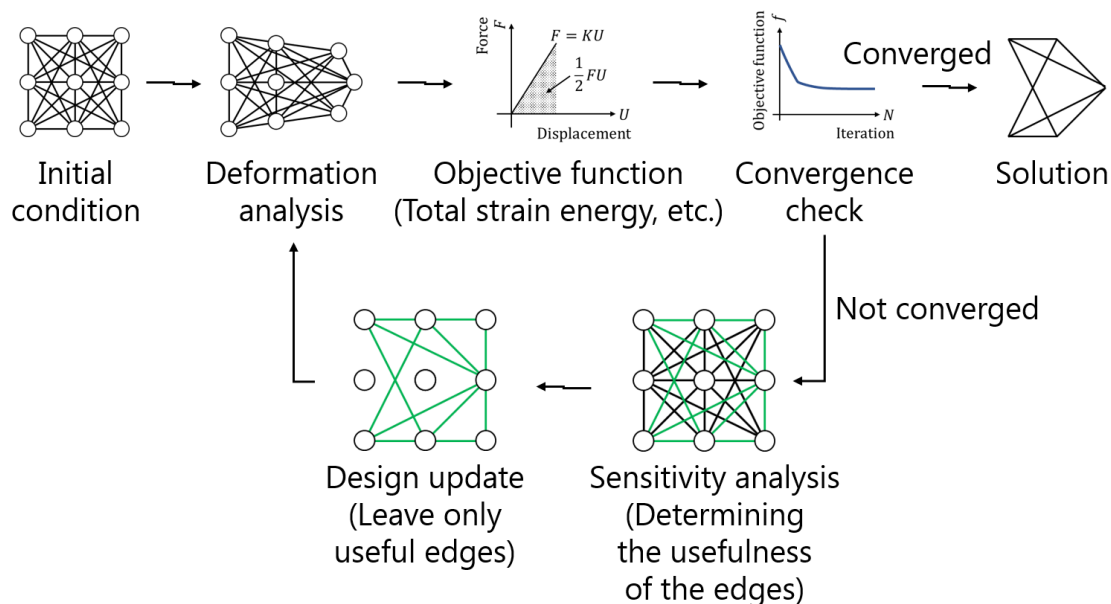 Initial
condition
Deformation
analysis
Force
F
F = KU
1/2 FU
U
Displacement
Objective function
(Total strain energy, etc.)
Objective function
f
N
Iteration
Convergence
check
Converged
Solution
Not converged
Design update
(Leave only
useful edges)
Sensitivity analysis
(Determining
the usefulness
of the edges)